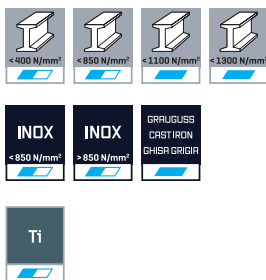 <400 N/mm² <850 N/mm² <1100 N/mm² <1300 N/mm²
INOX INOX GRAUGUSS
CAST IRON
GHISA GRIGIA
<850 N/mm² >850 N/mm²
Ti